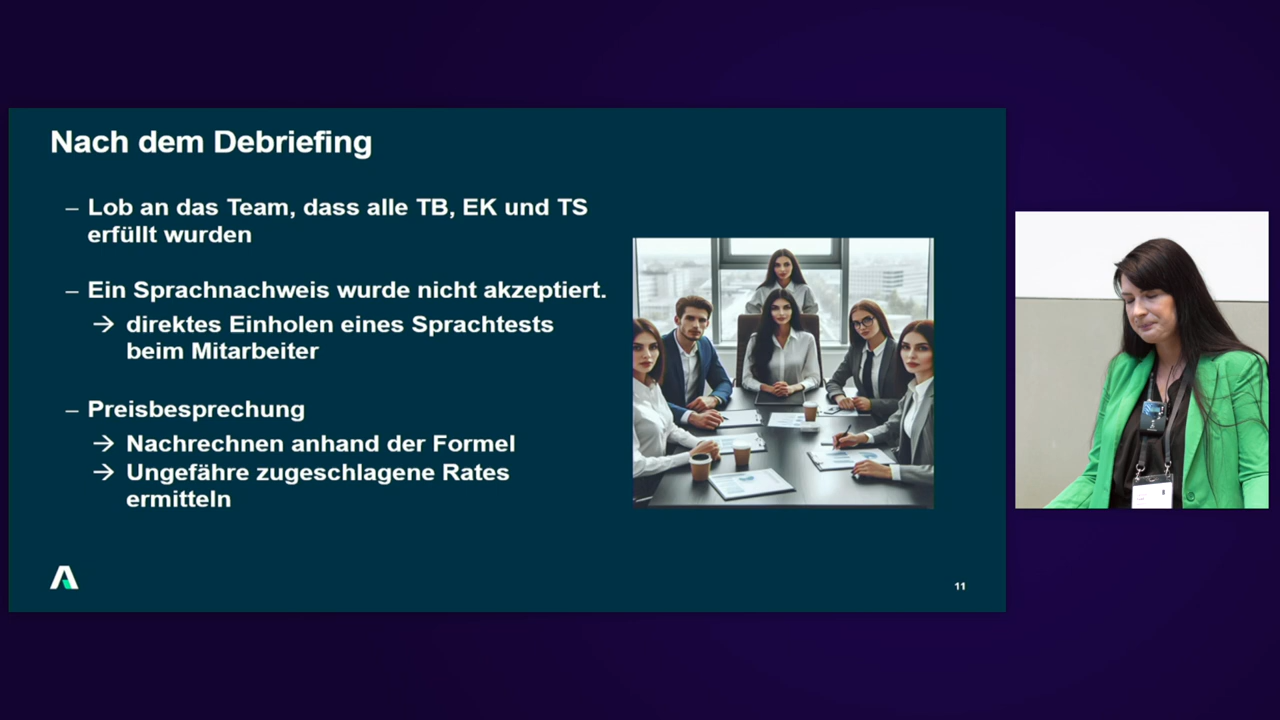 Nach dem Debriefing
– Lob an das Team, dass alle TB, EK und TS
erfüllt wurden
– Ein Sprachnachweis wurde nicht akzeptiert.
→ direktes Einholen eines Sprachtests
beim Mitarbeiter
– Preisbesprechung
→ Nachrechnen anhand der Formel
→ Ungefähre zugeschlagene Rates
ermitteln
11